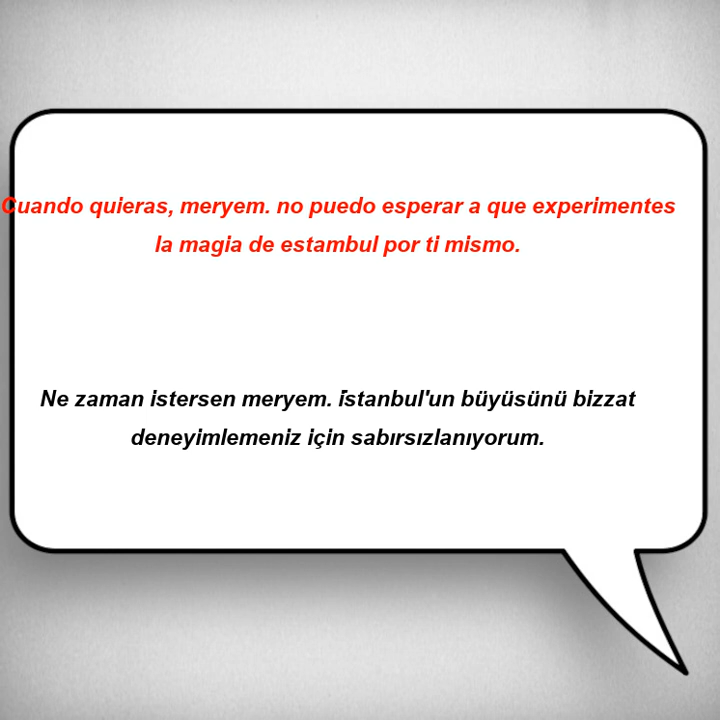 Cuando quieras, meryem. no puedo esperar a que experimentes
la magia de estambul por ti mismo.
Ne zaman istersen meryem. i̇stanbul'un büyüsünü bizzat
deneyimlemeniz için sabırsızlanıyorum.